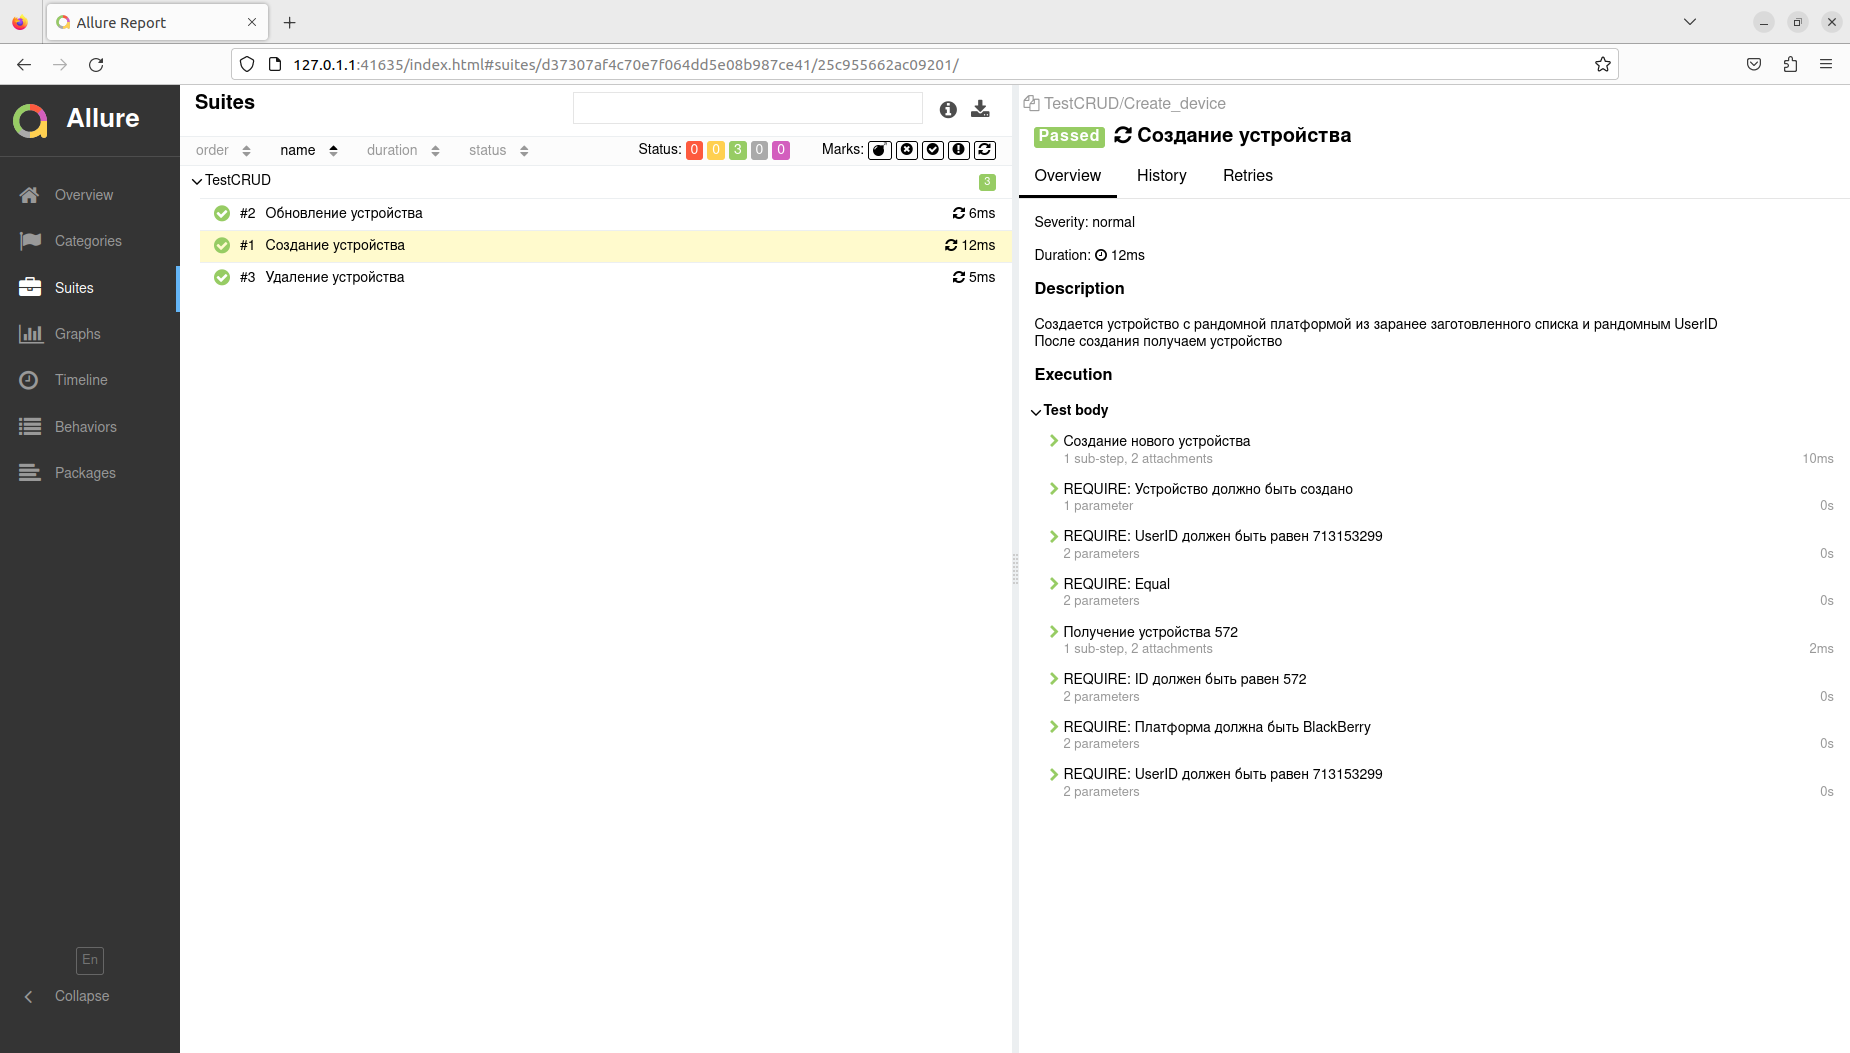 Allure Report
127.0.1.1:41635/index.html#suites/d37307af4c70e7f064dd5e08b987ce41/25c955662ac09201/
Allure
Overview
Categories
Suites
Graphs
Timeline
Behaviors
Packages
En
Collapse
Suites
order name duration status Status: 0 0 3 0 0 Marks:
TestCRUD 3
#2 Обновление устройства 6ms
#1 Создание устройства 12ms
#3 Удаление устройства 5ms
TestCRUD/Create_device
Passed Создание устройства
Overview History Retries
Severity: normal
Duration: 12ms
Description
Создается устройство с рандомной платформой из заранее заготовленного списка и рандомным UserID
После создания получаем устройство
Execution
Test body
Создание нового устройства
1 sub-step, 2 attachments 10ms
REQUIRE: Устройство должно быть создано
1 parameter 0s
REQUIRE: UserID должен быть равен 713153299
2 parameters 0s
REQUIRE: Equal
2 parameters 0s
Получение устройства 572
1 sub-step, 2 attachments 2ms
REQUIRE: ID должен быть равен 572
2 parameters 0s
REQUIRE: Платформа должна быть BlackBerry
2 parameters 0s
REQUIRE: UserID должен быть равен 713153299
2 parameters 0s